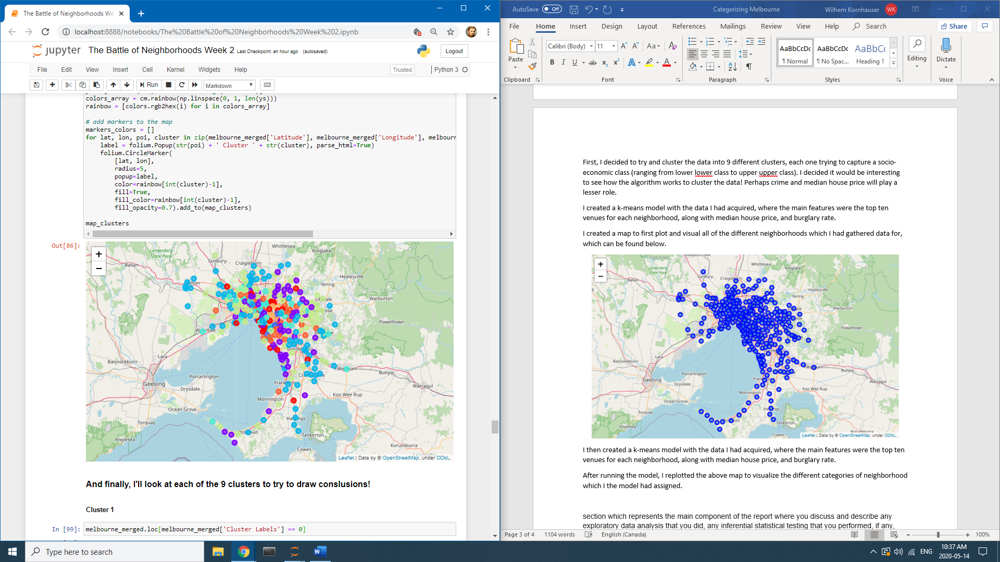 The Battle of Neighborhoods We
localhost:8888/notebooks/The%20Battle%20of%20Neighborhoods%20Week%202.ipynb
jupyter The Battle of Neighborhoods Week 2 Last Checkpoint: an hour ago (autosaved)
Logout
File Edit View Insert Cell Kernel Widgets Help
Trusted
Python 3
Run
Markdown
colors_array = cm.rainbow(np.linspace(0, 1, len(ys)))
rainbow = [colors.rgb2hex(i) for i in colors_array]
# add markers to the map
markers_colors = []
for lat, lon, poi, cluster in zip(melbourne_merged['Latitude'], melbourne_merged['Longitude'], melbour
label = folium.Popup(str(poi) + ' Cluster ' + str(cluster), parse_html=True)
folium.CircleMarker(
[lat, lon],
radius=5,
popup=label,
color=rainbow[int(cluster)-1],
fill=True,
fill_color=rainbow[int(cluster)-1],
fill_opacity=0.7).add_to(map_clusters)
map_clusters
Out[86]:
+
−
Whittlesea
Kinglake
Lerderderg
State Park
Ballan
Sunbury
Craigieburn
Healesville
Yering
Warburton
Powelltown
Bannockburn
Lara
Portarlington
Geelong
Drysdale
Bunyip
Warragul
Koo Wee Rup
Mornington
Ocean Grove
Torquay
Tankerton
Anglesea
Korumburra
Cowes
Leaflet | Data by © OpenStreetMap, under ODbL.
And finally, I'll look at each of the 9 clusters to try to draw conslusions!
Cluster 1
In [99]: melbourne_merged.loc[melbourne_merged['Cluster Labels'] == 0]
AutoSave Off
Categorizing Melbourne
Wilhem Kornhauser WK
File Home Insert Design Layout References Mailings Review View Help Search
Share
Paste
Calibri (Body) 11
AaBbCcDc AaBbCcDc AaBbCc
¶ Normal ¶ No Spac... Heading 1
Editing
Dictate
Clipboard Font Paragraph Styles Voice
First, I decided to try and cluster the data into 9 different clusters, each one trying to capture a socio-
economic class (ranging from lower lower class to upper upper class). I decided it would be interesting
to see how the algorithm works to cluster the data! Perhaps crime and median house price will play a
lesser role.
I created a k-means model with the data I had acquired, where the main features were the top ten
venues for each neighborhood, along with median house price, and burglary rate.
I created a map to first plot and visual all of the different neighborhoods which I had gathered data for,
which can be found below.
+
−
Whittlesea
Kinglake
Lerderderg
State Park
Ballan
Sunbury
Healesville
Yering
Warburton
Powelltown
Bannockburn
Lara
Portarlington
Geelong
Drysdale
Bunyip
Warragul
Koo Wee Rup
Mornington
Ocean Grove
Torquay
Tankerton
Anglesea
Cowes
Leaflet | Data by © OpenStreetMap, under ODbL.
I then created a k-means model with the data I had acquired, where the main features were the top ten
venues for each neighborhood, along with median house price, and burglary rate.
After running the model, I replotted the above map to visualize the different categories of neighborhood
which I the model had assigned.
section which represents the main component of the report where you discuss and describe any
exploratory data analysis that you did, any inferential statistical testing that you performed, if any,
Page 3 of 4 1104 words English (Canada) 100%
Type here to search
ENG
10:37 AM
2020-05-14